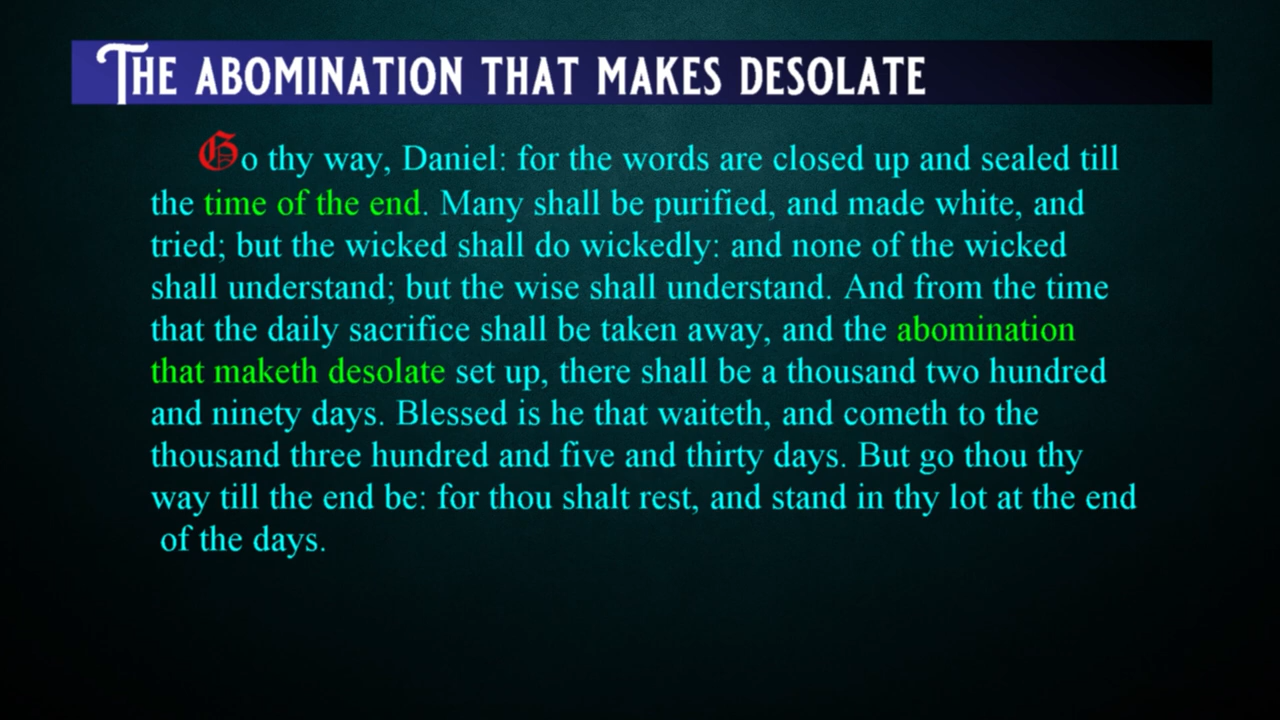 The abomination that makes desolate
Go thy way, Daniel: for the words are closed up and sealed till
the time of the end. Many shall be purified, and made white, and
tried; but the wicked shall do wickedly: and none of the wicked
shall understand; but the wise shall understand. And from the time
that the daily sacrifice shall be taken away, and the abomination
that maketh desolate set up, there shall be a thousand two hundred
and ninety days. Blessed is he that waiteth, and cometh to the
thousand three hundred and five and thirty days. But go thou thy
way till the end be: for thou shalt rest, and stand in thy lot at the end
of the days.